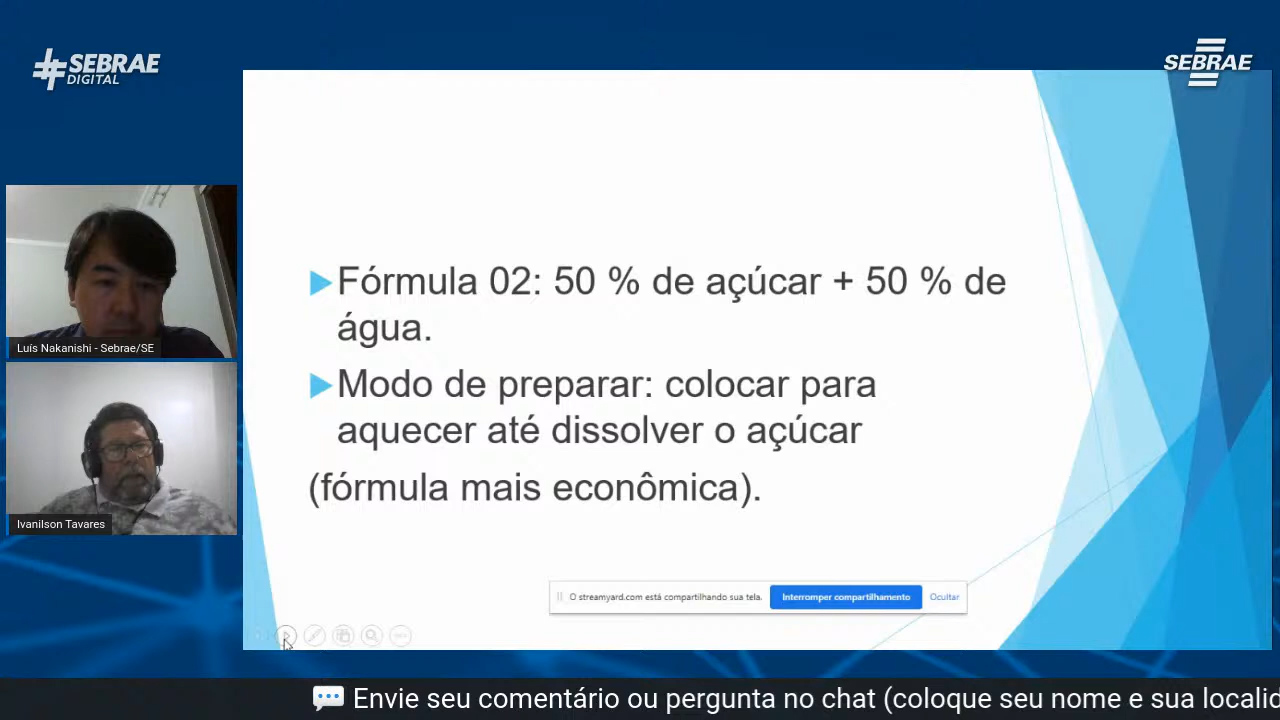 #SEBRAE
DIGITAL
SEBRAE
Luís Nakanishi - Sebrae/SE
Ivanilson Tavares
Fórmula 02: 50 % de açúcar + 50 % de
água.
Modo de preparar: colocar para
aquecer até dissolver o açúcar
(fórmula mais econômica).
O streamyard.com está compartilhando sua tela.
Interromper compartilhamento
Ocultar
Envie seu comentário ou pergunta no chat (coloque seu nome e sua localid